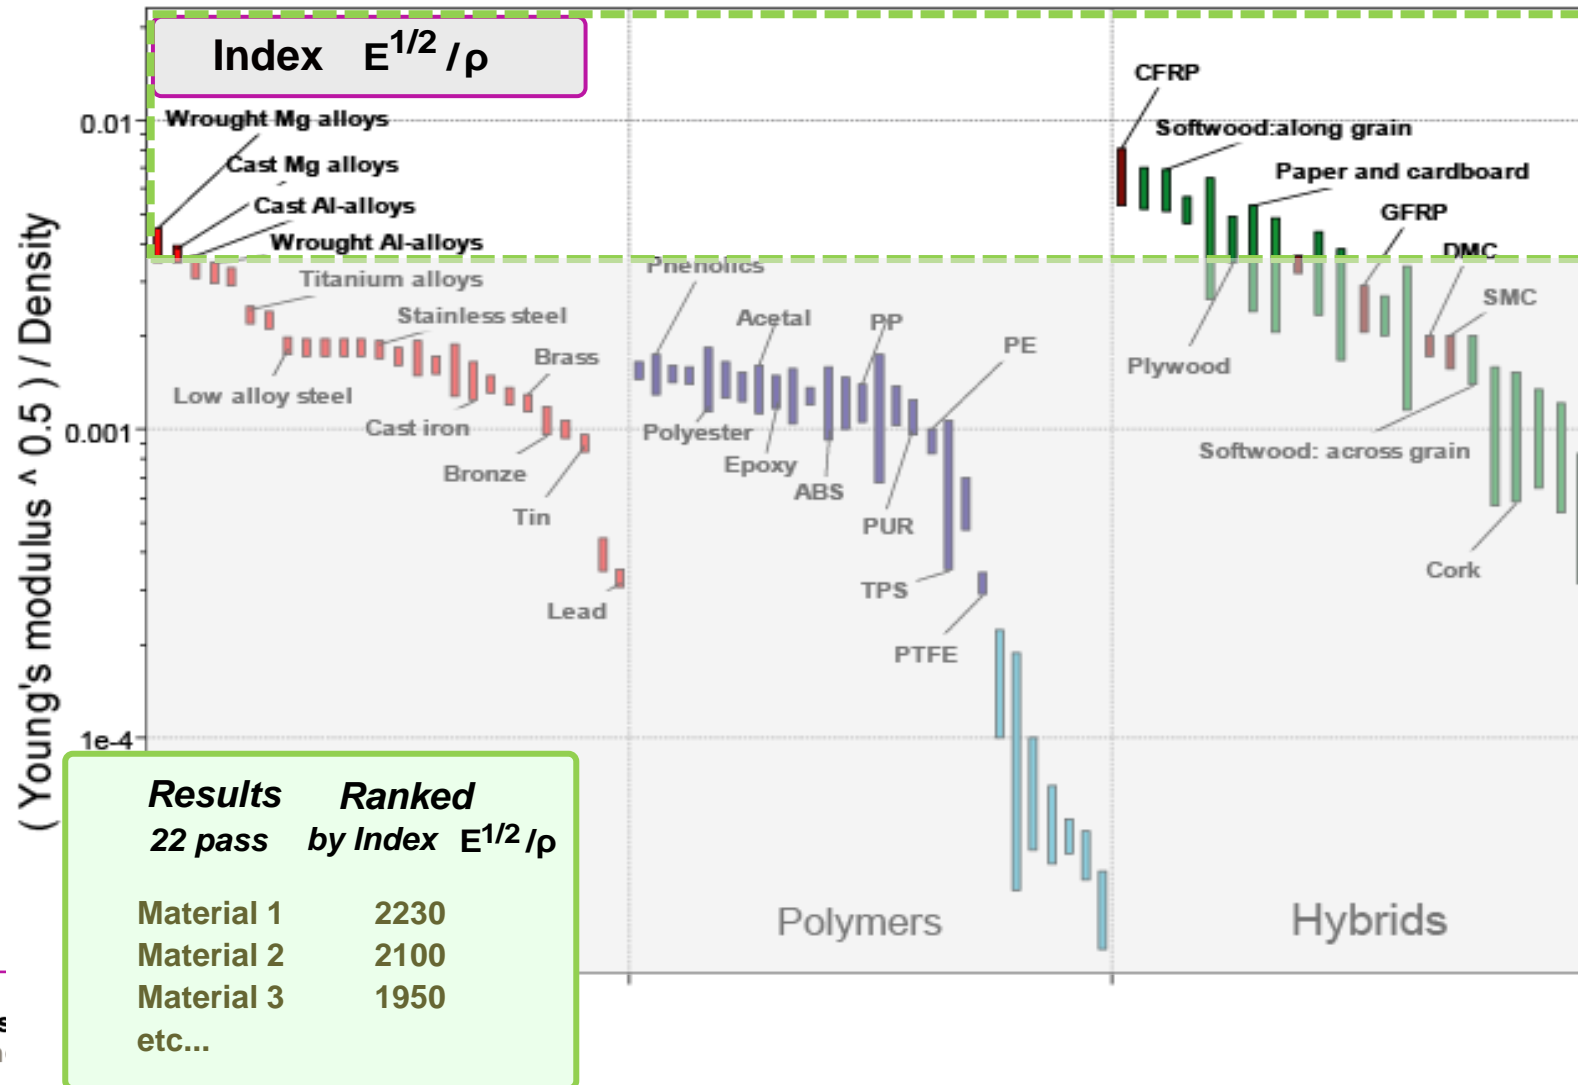 Index E^1/2 /ρ
CFRP
0.01
Wrought Mg alloys
Softwood:along grain
Cast Mg alloys
Paper and cardboard
Cast Al-alloys
GFRP
Wrought Al-alloys
DMC
Phenolics
Titanium alloys
SMC
Stainless steel
Acetal
PP
PE
Brass
Plywood
Low alloy steel
Cast iron
0.001
Polyester
Softwood: across grain
Epoxy
Bronze
ABS
Tin
PUR
Cork
TPS
Lead
PTFE
1e-4
(Young's modulus ^ 0.5 ) / Density
Results Ranked
22 pass by Index E^1/2 /ρ
Material 1 2230
Material 2 2100
Material 3 1950
etc...
Polymers
Hybrids